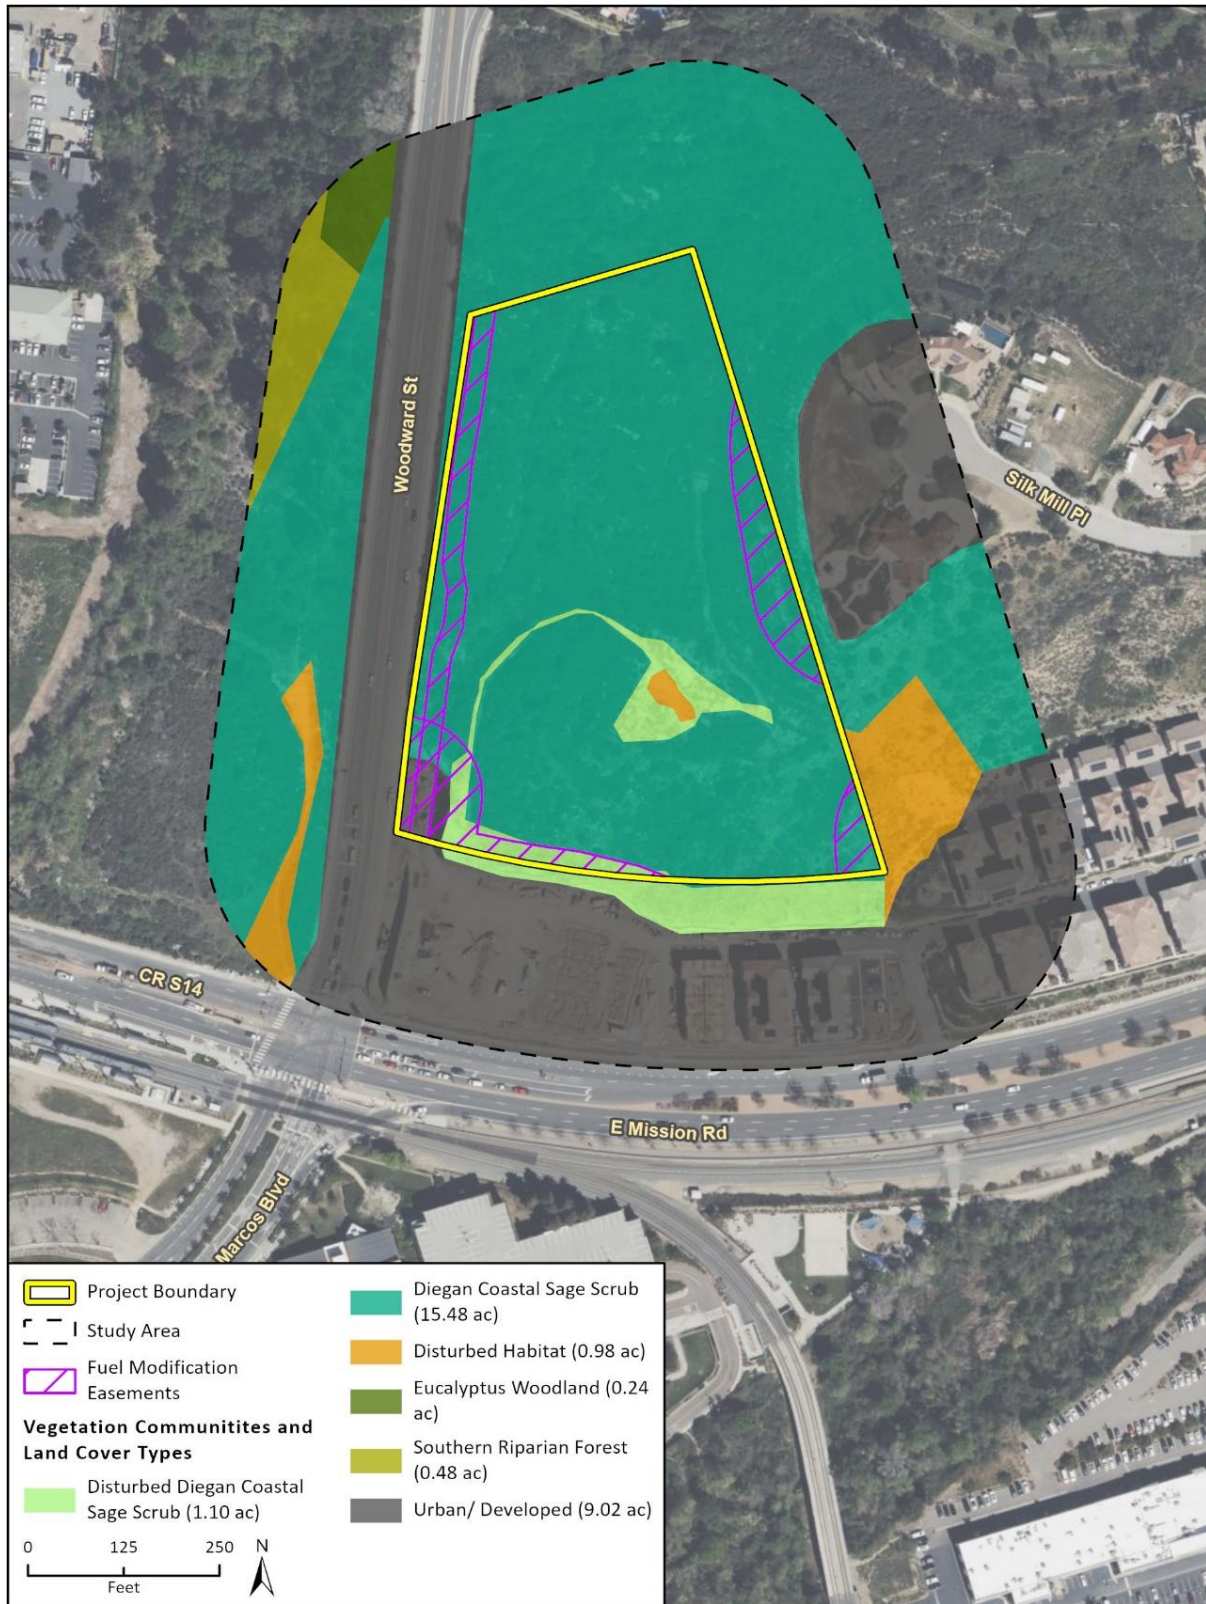 Woodward St
Silk Mill Pl
CR S14
E Mission Rd
Marcos Blvd
Project Boundary
Study Area
Fuel Modification
Easements
Vegetation Communitites and
Land Cover Types
Disturbed Diegan Coastal
Sage Scrub (1.10 ac)
Diegan Coastal Sage Scrub
(15.48 ac)
Disturbed Habitat (0.98 ac)
Eucalyptus Woodland (0.24
ac)
Southern Riparian Forest
(0.48 ac)
Urban/ Developed (9.02 ac)
0 125 250
Feet
N